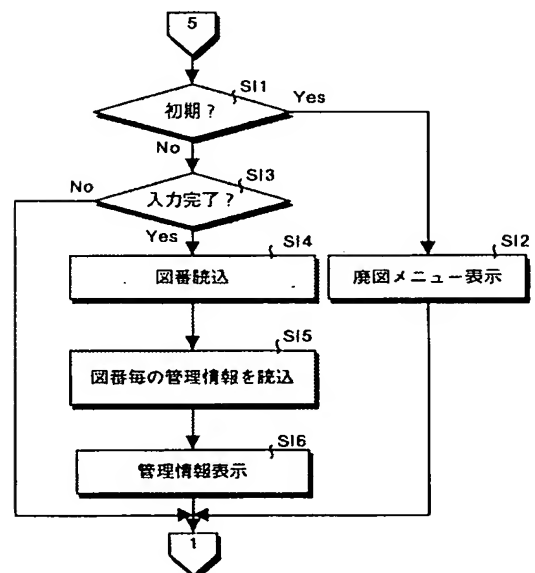 5
SI1
初期？
Yes
No
SI3
No
入力完了？
Yes
SI4
図番読込
SI2
廃図メニュー表示
SI5
図番毎の管理情報を読込
SI6
管理情報表示
1